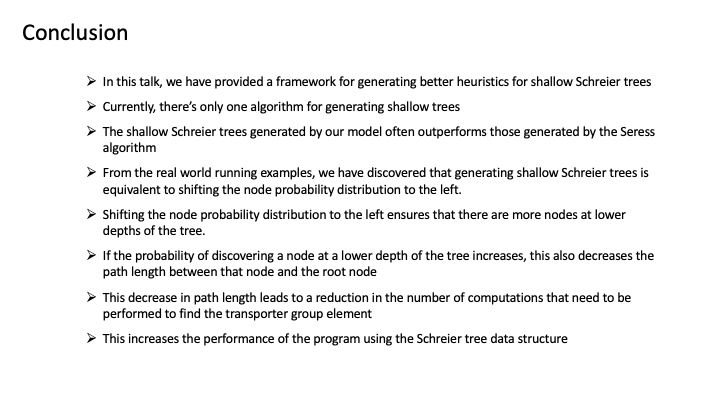 Conclusion
➢ In this talk, we have provided a framework for generating better heuristics for shallow Schreier trees
➢ Currently, there's only one algorithm for generating shallow trees
➢ The shallow Schreier trees generated by our model often outperforms those generated by the Seress
algorithm
➢ From the real world running examples, we have discovered that generating shallow Schreier trees is
equivalent to shifting the node probability distribution to the left.
➢ Shifting the node probability distribution to the left ensures that there are more nodes at lower
depths of the tree.
➢ If the probability of discovering a node at a lower depth of the tree increases, this also decreases the
path length between that node and the root node
➢ This decrease in path length leads to a reduction in the number of computations that need to be
performed to find the transporter group element
➢ This increases the performance of the program using the Schreier tree data structure